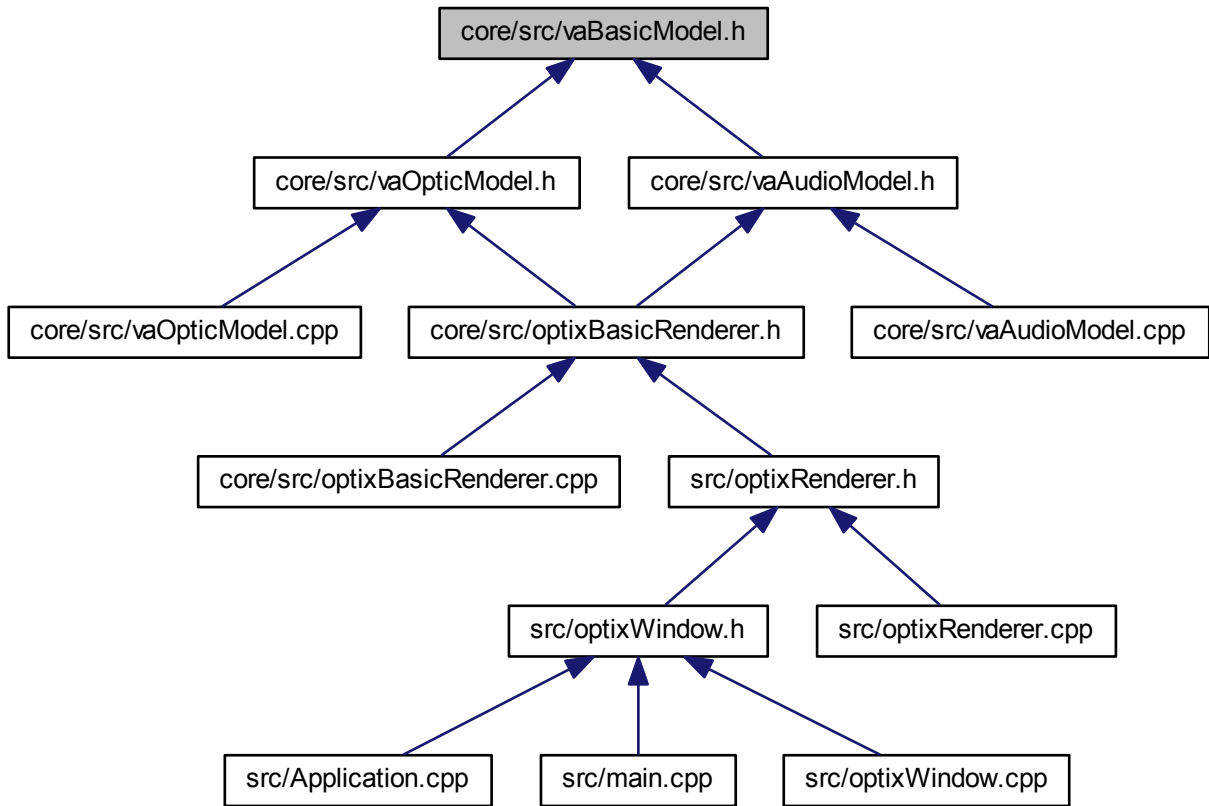 core/src/vaBasicModel.h
core/src/vaOpticModel.h
core/src/vaAudioModel.h
core/src/vaOpticModel.cpp
core/src/optixBasicRenderer.h
core/src/vaAudioModel.cpp
core/src/optixBasicRenderer.cpp
src/optixRenderer.h
src/optixWindow.h
src/optixRenderer.cpp
src/Application.cpp
src/main.cpp
src/optixWindow.cpp